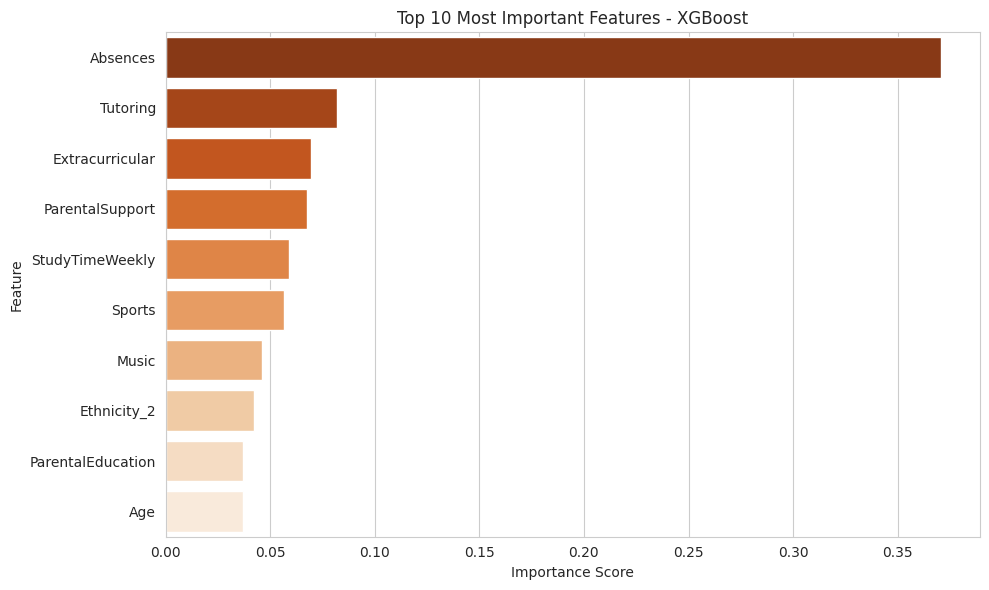 Top 10 Most Important Features - XGBoost
Absences
Tutoring
Extracurricular
ParentalSupport
StudyTimeWeekly
Sports
Music
Ethnicity_2
ParentalEducation
Age
Feature
0.00 0.05 0.10 0.15 0.20 0.25 0.30 0.35
Importance Score